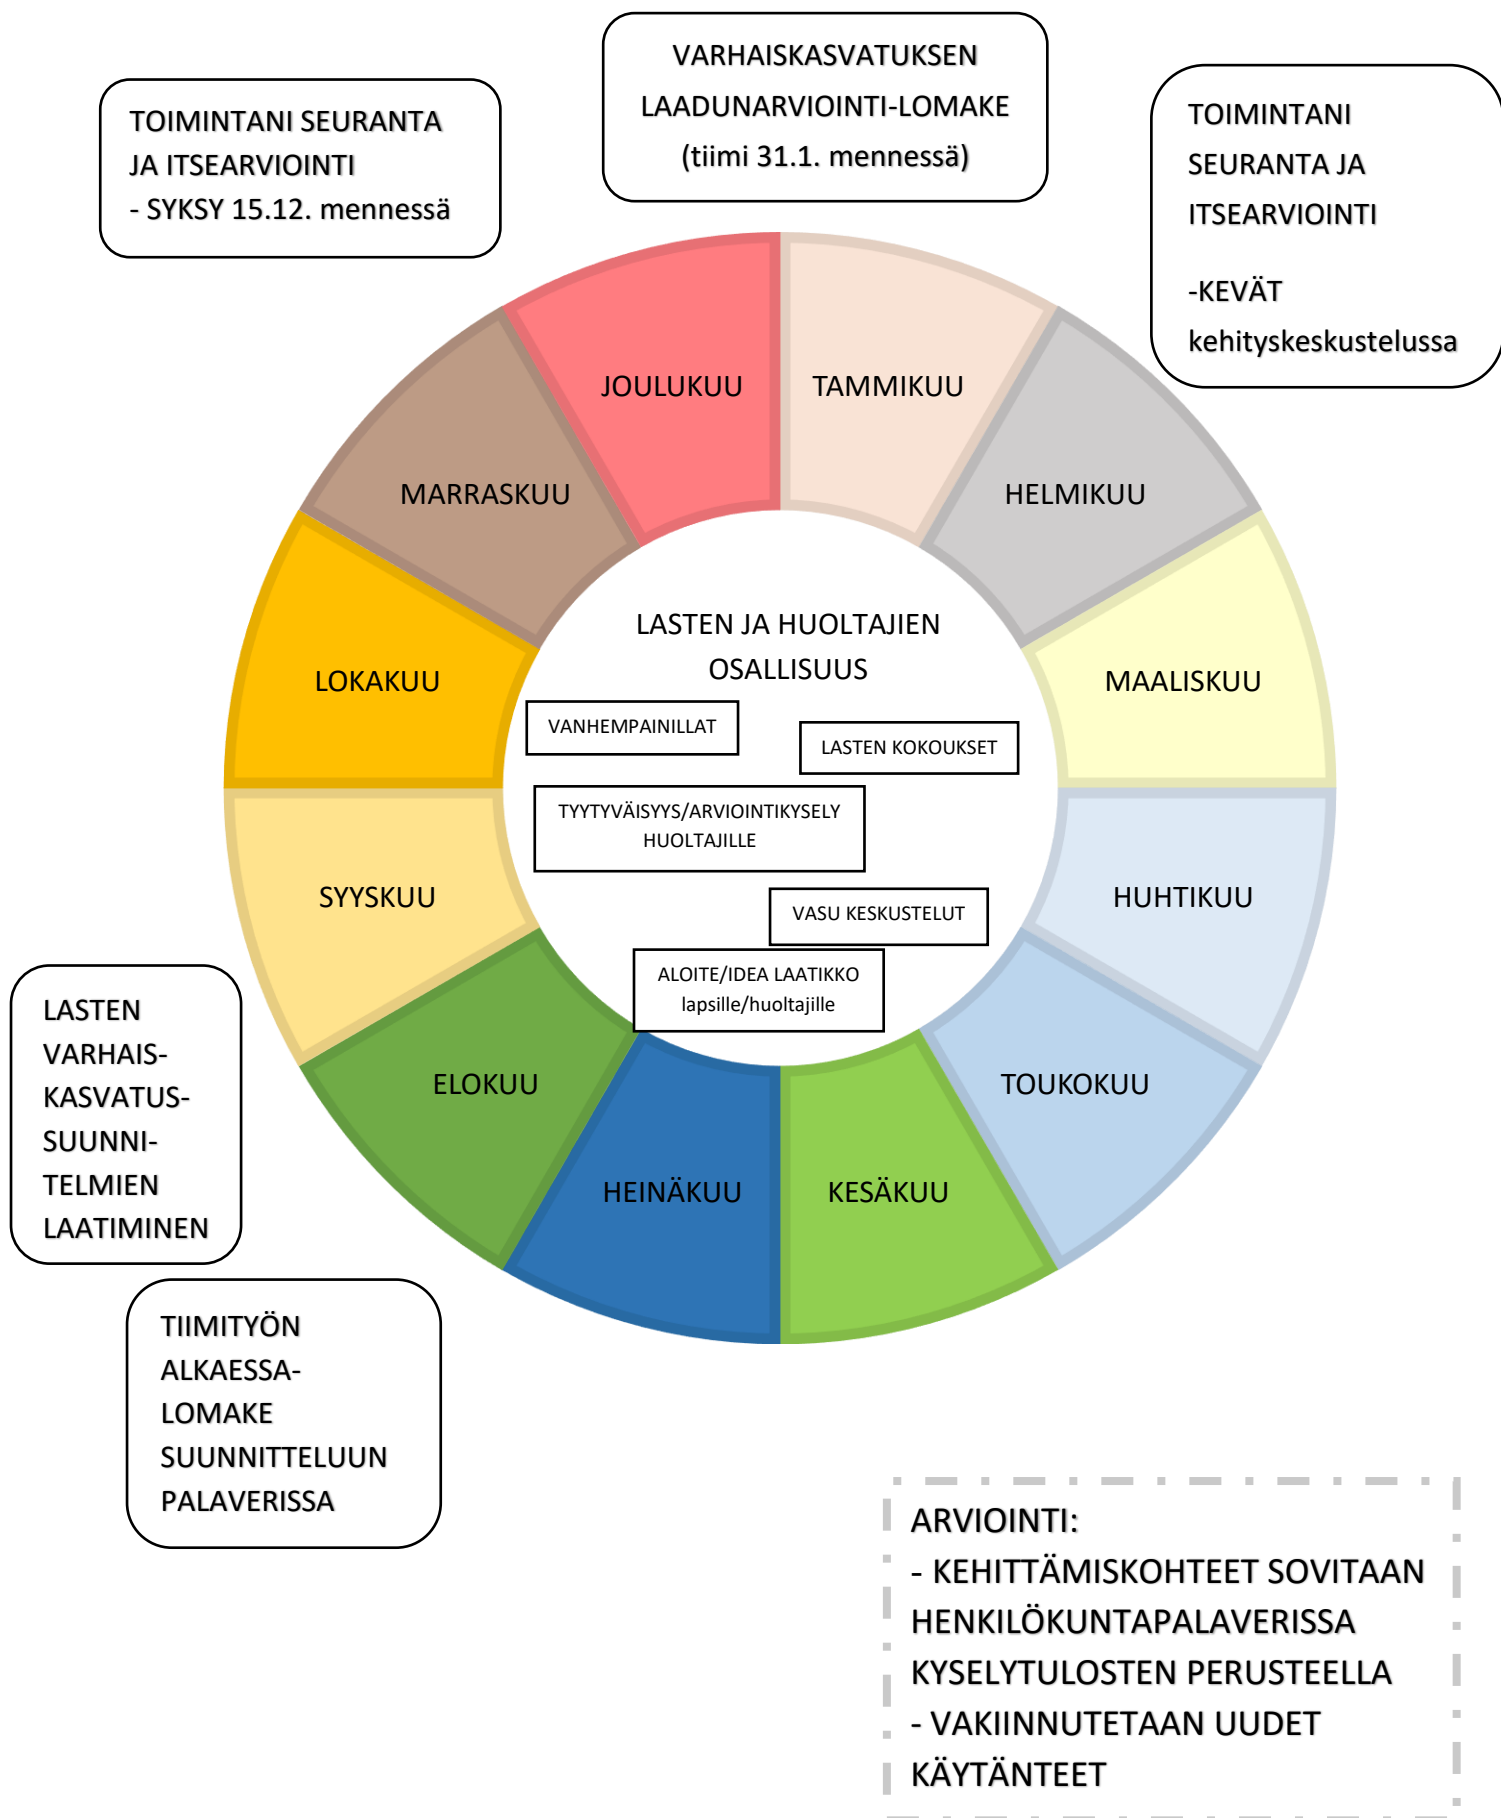 VARHAISKASVATUKSEN
LAADUNARVIOINTI-LOMAKE
(tiimi 31.1. mennessä)
TOIMINTANI SEURANTA
JA ITSEARVIOINTI
- SYKSY 15.12. mennessä
TOIMINTANI
SEURANTA JA
ITSEARVIOINTI
-KEVÄT
kehityskeskustelussa
JOULUKUU
TAMMIKUU
MARRASKUU
HELMIKUU
LOKAKUU
MAALISKUU
SYYSKUU
HUHTIKUU
ELOKUU
TOUKOKUU
HEINÄKUU
KESÄKUU
LASTEN JA HUOLTAJIEN
OSALLISUUS
VANHEMPAINILLAT
LASTEN KOKOUKSET
TYYTYVÄISYYS/ARVIOINTIKYSELY
HUOLTAJILLE
VASU KESKUSTELUT
ALOITE/IDEA LAATIKKO
lapsille/huoltajille
LASTEN
VARHAIS-
KASVATUS-
SUUNNI-
TELMIEN
LAATIMINEN
TIIMITYÖN
ALKAESSA-
LOMAKE
SUUNNITTELUUN
PALAVERISSA
ARVIOINTI:
- KEHITTÄMISKOHTEET SOVITAAN
HENKILÖKUNTAPALAVERISSA
KYSELYTULOSTEN PERUSTEELLA
- VAKIINNUTETAAN UUDET
KÄYTÄNTEET